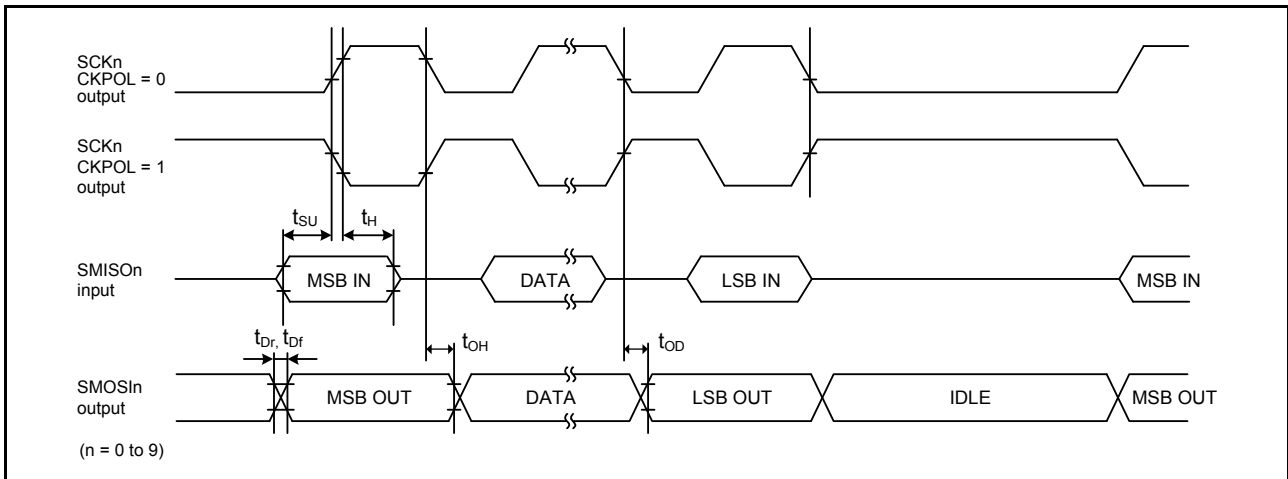 SCKn
CKPOL = 0
output
SCKn
CKPOL = 1
output
tSU
tH
SMISOn
input
MSB IN
DATA
LSB IN
MSB IN
tDr, tDf
tOH
tOD
SMOSIn
output
MSB OUT
DATA
LSB OUT
IDLE
MSB OUT
(n = 0 to 9)